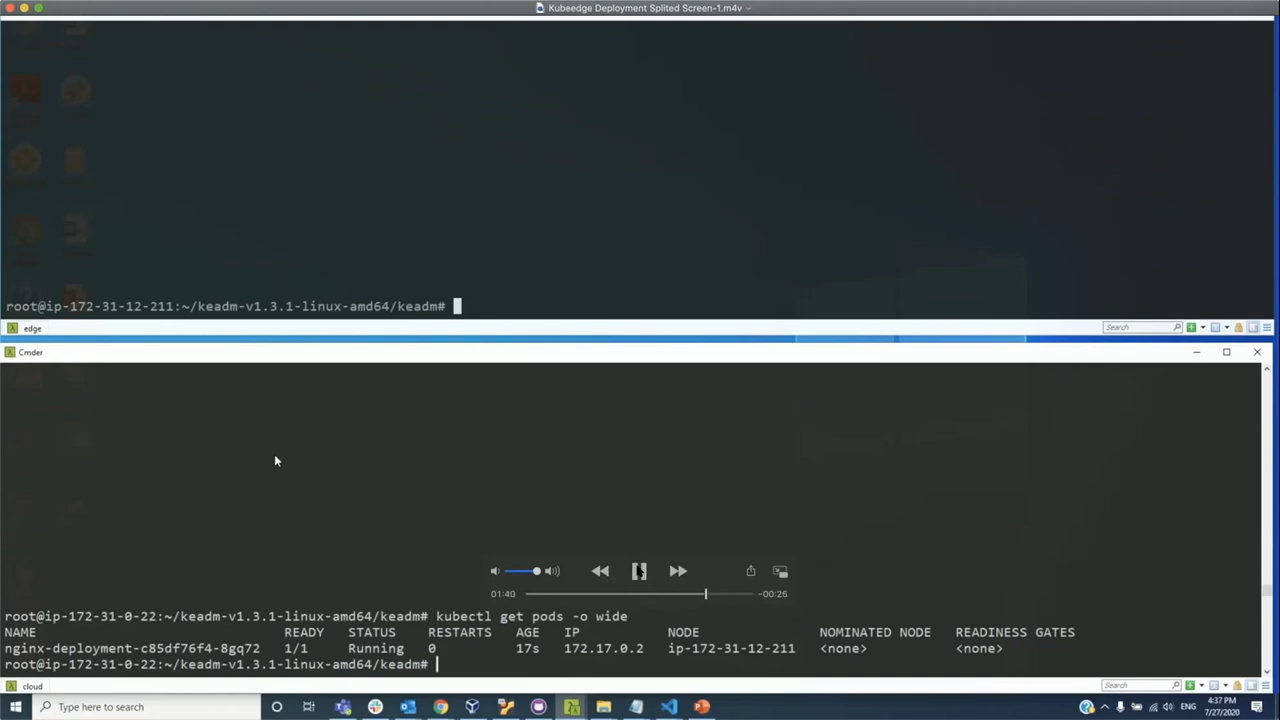 Kubeedge Deployment Splited Screen-1.m4v
root@ip-172-31-12-211:~/keadm-v1.3.1-linux-amd64/keadm#
edge
Search
Cmder
01:40
-00:26
root@ip-172-31-0-22:~/keadm-v1.3.1-linux-amd64/keadm# kubectl get pods -o wide
NAME READY STATUS RESTARTS AGE IP NODE NOMINATED NODE READINESS GATES
nginx-deployment-c85df76f4-8gq72 1/1 Running 0 17s 172.17.0.2 ip-172-31-12-211 <none> <none>
root@ip-172-31-0-22:~/keadm-v1.3.1-linux-amd64/keadm#
cloud
Search
Type here to search
ENG
4:37 PM
7/27/2020